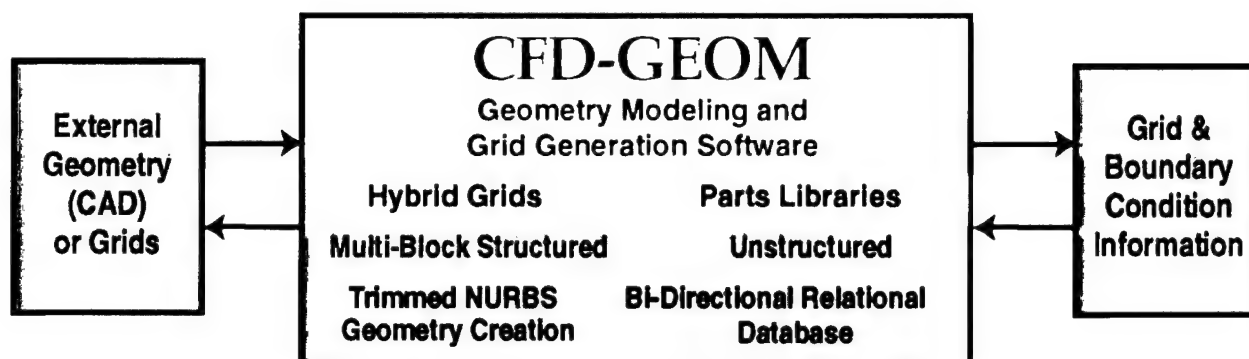 External
Geometry
(CAD)
or Grids
CFD-GEOM
Geometry Modeling and
Grid Generation Software
Hybrid Grids
Parts Libraries
Multi-Block Structured
Unstructured
Trimmed NURBS
Geometry Creation
Bi-Directional Relational
Database
Grid &
Boundary
Condition
Information